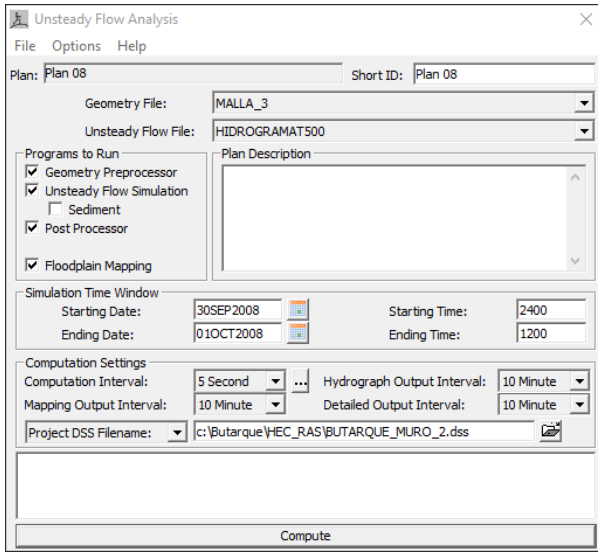 Unsteady Flow Analysis
File Options Help
Plan: Plan 08 Short ID: Plan 08
Geometry File: MALLA_3
Unsteady Flow File: HIDROGRAMAT500
Programs to Run Plan Description
Geometry Preprocessor
Unsteady Flow Simulation
Sediment
Post Processor
Floodplain Mapping
Simulation Time Window
Starting Date: 30SEP2008 Starting Time: 2400
Ending Date: 01OCT2008 Ending Time: 1200
Computation Settings
Computation Interval: 5 Second ... Hydrograph Output Interval: 10 Minute
Mapping Output Interval: 10 Minute Detailed Output Interval: 10 Minute
Project DSS Filename: c:\Butarque\HEC_RAS\BUTARQUE_MURO_2.dss
Compute